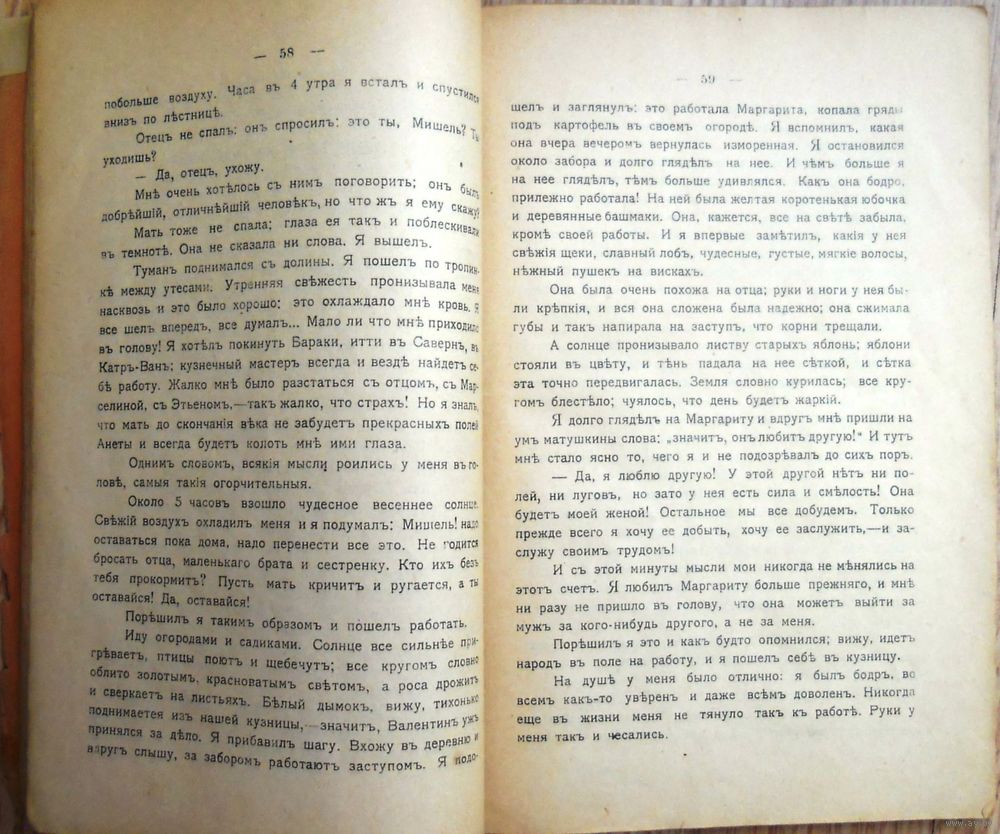 — 58 —
побольше воздуху. Часа въ 4 утра я всталъ и спустился
внизъ по лѣстницѣ.
Отецъ не спалъ: онъ спросилъ: это ты, Мишель? Ты
уходишь?
— Да, отецъ, ухожу.
Мнѣ очень хотѣлось съ нимъ поговорить; онъ былъ
добрѣйшій, отличнѣйшій человѣкъ, но что жъ я ему скажу?
Мать тоже не спала; глаза ея такъ и поблескивали
въ темнотѣ. Она не сказала ни слова. Я вышелъ.
Туманъ поднимался съ долины. Я пошелъ по тропин-
кѣ между утесами. Утренняя свѣжесть пронизывала меня
насквозь и это было хорошо: это охлаждало мнѣ кровь. Я
все шелъ впередъ, все думалъ... Мало ли что мнѣ приходило
въ голову! Я хотѣлъ покинуть Бараки, итти въ Савернъ, въ
Катръ-Ванъ: кузнечный мастеръ всегда и вездѣ найдетъ се-
бѣ работу. Жалко мнѣ было разстаться съ отцомъ, съ Мар-
селиной, съ Этьеномъ,—такъ жалко, что страхъ! Но я зналъ,
что мать до скончанія вѣка не забудетъ прекрасныхъ полей
Анеты и всегда будетъ колоть мнѣ ими глаза.
Однимъ словомъ, всякія мысли роились у меня въ го-
ловѣ, самыя такія огорчительныя.
Около 5 часовъ взошло чудесное весеннее солнце.
Свѣжій воздухъ охладилъ меня и я подумалъ: Мишель! надо
оставаться пока дома, надо перенести все это. Не годится
бросать отца, маленькаго брата и сестренку. Кто ихъ безъ
тебя прокормитъ? Пусть мать кричитъ и ругается, а ты
оставайся! Да, оставайся!
Порѣшилъ я такимъ образомъ и пошелъ работать.
Иду огородами и садиками. Солнце все сильнѣе при-
грѣваетъ, птицы поютъ и щебечутъ; все кругомъ словно
облито золотымъ, красноватымъ свѣтомъ, а роса дрожитъ
и сверкаетъ на листьяхъ. Бѣлый дымокъ, вижу, тихонько
поднимается изъ нашей кузницы,—значитъ, Валентинъ ужъ
принялся за дѣло. Я прибавилъ шагу. Вхожу въ деревню и
вдругъ слышу, за заборомъ работаютъ заступомъ. Я подо-
— 59 —
шелъ и заглянулъ: это работала Маргарита, копала гряды
подъ картофель въ своемъ огородѣ. Я вспомнилъ, какая
она вчера вечеромъ вернулась изморенная. Я остановился
около забора и долго глядѣлъ на нее. И чѣмъ больше я
на нее глядѣлъ, тѣмъ больше удивлялся. Какъ она бодро,
прилежно работала! На ней была желтая коротенькая юбочка
и деревянные башмаки. Она, кажется, все на свѣтѣ забыла,
кромѣ своей работы. И я впервые замѣтилъ, какія у нея
свѣжія щеки, славный лобъ, чудесные, густые, мягкіе волосы,
нѣжный пушекъ на вискахъ.
Она была очень похожа на отца; руки и ноги у нея бы-
ли крѣпкія, и вся она сложена была надежно; она сжимала
губы и такъ напирала на заступъ, что корни трещали.
А солнце пронизывало листву старыхъ яблонь; яблони
стояли въ цвѣту, и тѣнь падала на нее сѣткой, и сѣтка
эта точно передвигалась. Земля словно курилась; все кру-
гомъ блестѣло; чуялось, что день будетъ жаркій.
Я долго глядѣлъ на Маргариту и вдругъ мнѣ пришли на
умъ матушкины слова: „значитъ, онъ любитъ другую!“ И тутъ
мнѣ стало ясно то, чего я и не подозрѣвалъ до сихъ поръ.
— Да, я люблю другую! У этой другой нѣтъ ни по-
лей, ни луговъ, но зато у нея есть сила и смѣлость! Она
будетъ моей женой! Остальное мы все добудемъ. Только
прежде всего я хочу ее добыть, хочу ее заслужить,—и за-
служу своимъ трудомъ!
И съ этой минуты мысли мои никогда не мѣнялись на
этотъ счетъ. Я любилъ Маргариту больше прежняго, и мнѣ
ни разу не пришло въ голову, что она можетъ выйти за
мужъ за кого-нибудь другого, а не за меня.
Порѣшилъ я это и какъ будто опомнился; вижу, идетъ
народъ въ поле на работу, и я пошелъ себѣ въ кузницу.
На душѣ у меня было отлично: я былъ бодръ, во
всемъ какъ-то увѣренъ и даже всѣмъ доволенъ. Никогда
еще въ жизни меня не тянуло такъ къ работѣ. Руки у
меня такъ и чесались.